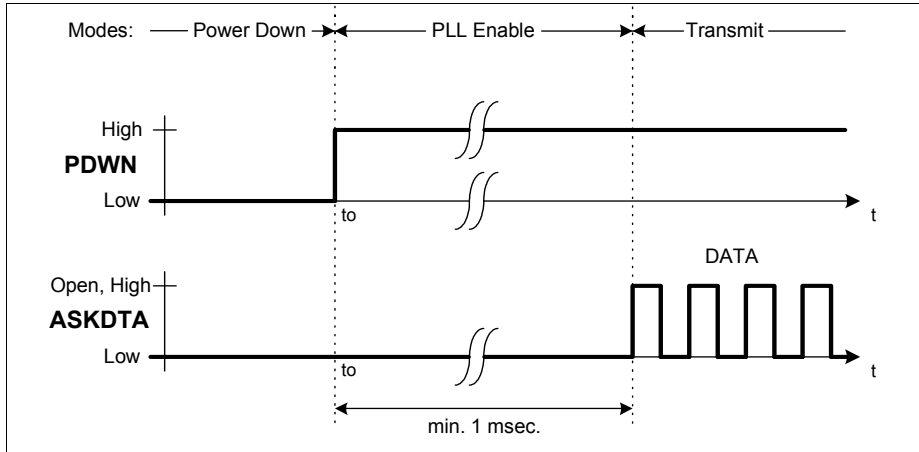 Modes: Power Down PLL Enable Transmit
High
PDWN
Low
to
t
DATA
Open, High
ASKDTA
Low
to
t
min. 1 msec.